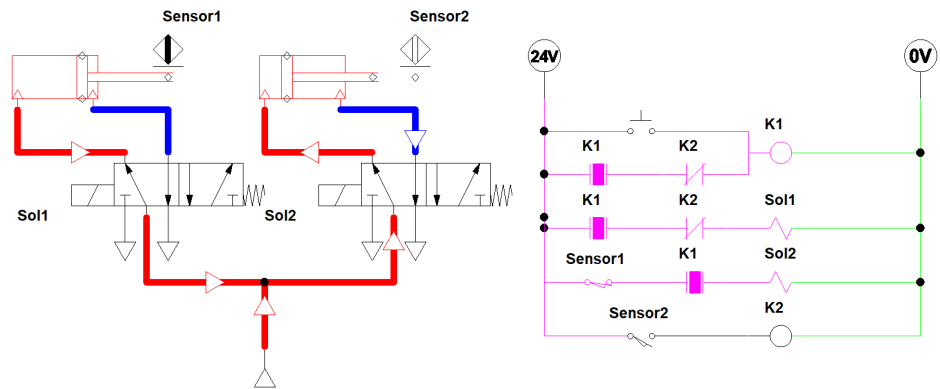 Sensor1
Sensor2
Sol1
Sol2
24V
0V
K1
K1
K2
K1
K2
Sol1
Sensor1
K1
Sol2
Sensor2
K2